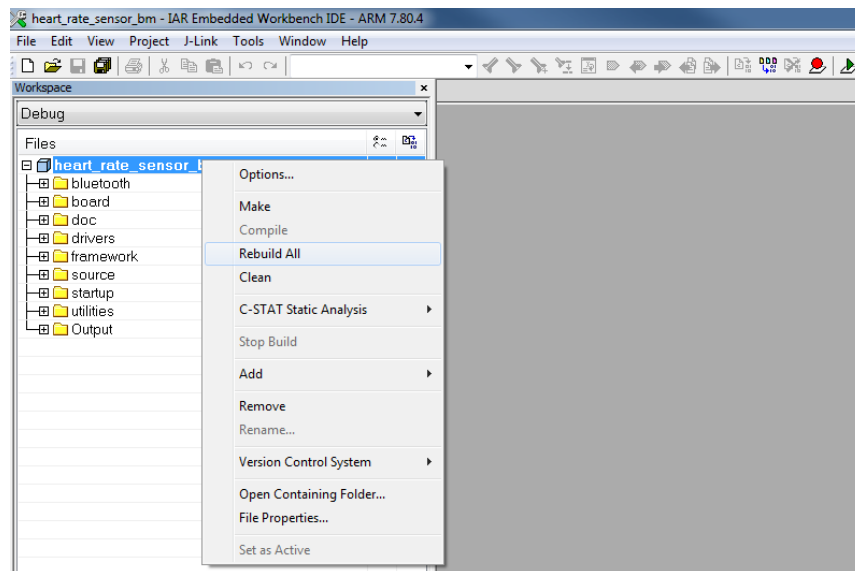 heart_rate_sensor_bm - IAR Embedded Workbench IDE - ARM 7.80.4
File Edit View Project J-Link Tools Window Help
Workspace
Debug
Files
heart_rate_sensor_b
bluetooth
board
doc
drivers
framework
source
startup
utilities
Output
Options...
Make
Compile
Rebuild All
Clean
C-STAT Static Analysis
Stop Build
Add
Remove
Rename...
Version Control System
Open Containing Folder...
File Properties...
Set as Active